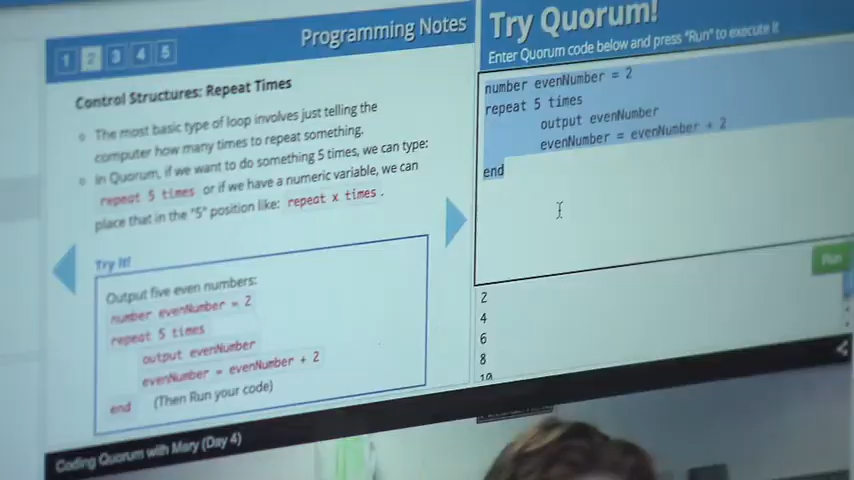 1 2 3 4 5
Programming Notes
Control Structures: Repeat Times
The most basic type of loop involves just telling the
computer how many times to repeat something.
In Quorum, if we want to do something 5 times, we can type:
repeat 5 times or if we have a numeric variable, we can
place that in the "5" position like: repeat x times.
Try It!
Output five even numbers:
number evenNumber = 2
repeat 5 times
output evenNumber
evenNumber = evenNumber + 2
end (Then Run your code)
Try Quorum!
Enter Quorum code below and press "Run" to execute it
number evenNumber = 2
repeat 5 times
output evenNumber
evenNumber = evenNumber + 2
end
Run
2
4
6
8
10
Coding Quorum with Mary (Day 4)